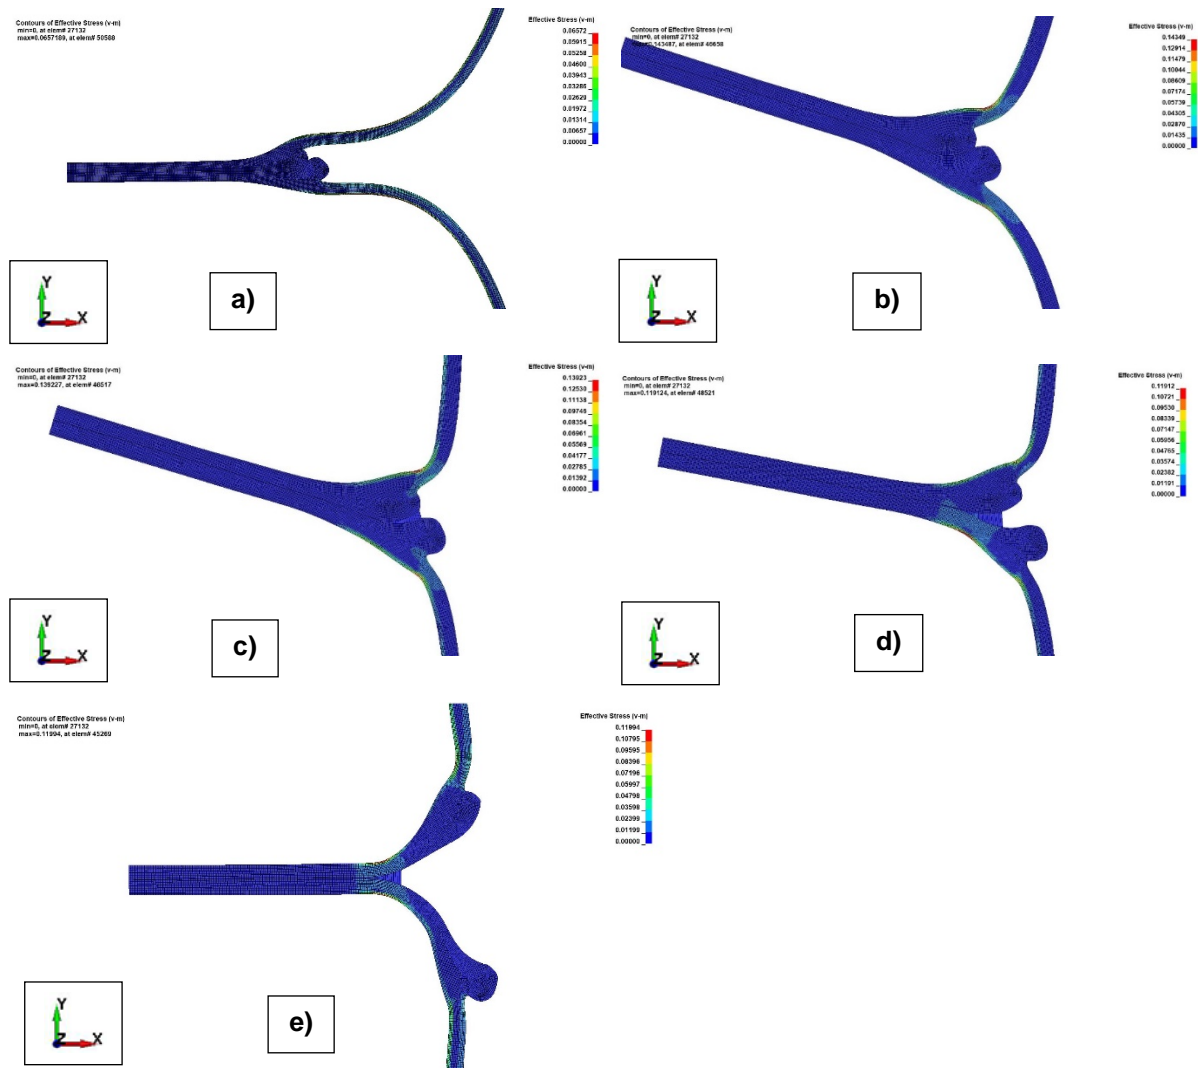 Contours of Effective Stress (v-m)
min=0, at elem# 27132
max=0.0657189, at elem# 50588
Effective Stress (v-m)
0.06572
0.05915
0.05258
0.04600
0.03943
0.03286
0.02629
0.01972
0.01314
0.00657
0.00000
Y
Z
X
a)
Contours of Effective Stress (v-m)
min=0, at elem# 27132
max=0.143487, at elem# 46658
Effective Stress (v-m)
0.14349
0.12914
0.11479
0.10044
0.08609
0.07174
0.05739
0.04305
0.02870
0.01435
0.00000
Y
Z
X
b)
Contours of Effective Stress (v-m)
min=0, at elem# 27132
max=0.139227, at elem# 46517
Effective Stress (v-m)
0.13923
0.12530
0.11138
0.09746
0.08354
0.06961
0.05569
0.04177
0.02785
0.01392
0.00000
Y
Z
X
c)
Contours of Effective Stress (v-m)
min=0, at elem# 27132
max=0.119124, at elem# 48521
Effective Stress (v-m)
0.11912
0.10721
0.09530
0.08339
0.07147
0.05956
0.04765
0.03574
0.02382
0.01191
0.00000
Y
Z
X
d)
Contours of Effective Stress (v-m)
min=0, at elem# 27132
max=0.11994, at elem# 45269
Effective Stress (v-m)
0.11994
0.10795
0.09595
0.08396
0.07196
0.05997
0.04798
0.03598
0.02399
0.01199
0.00000
Y
Z
X
e)